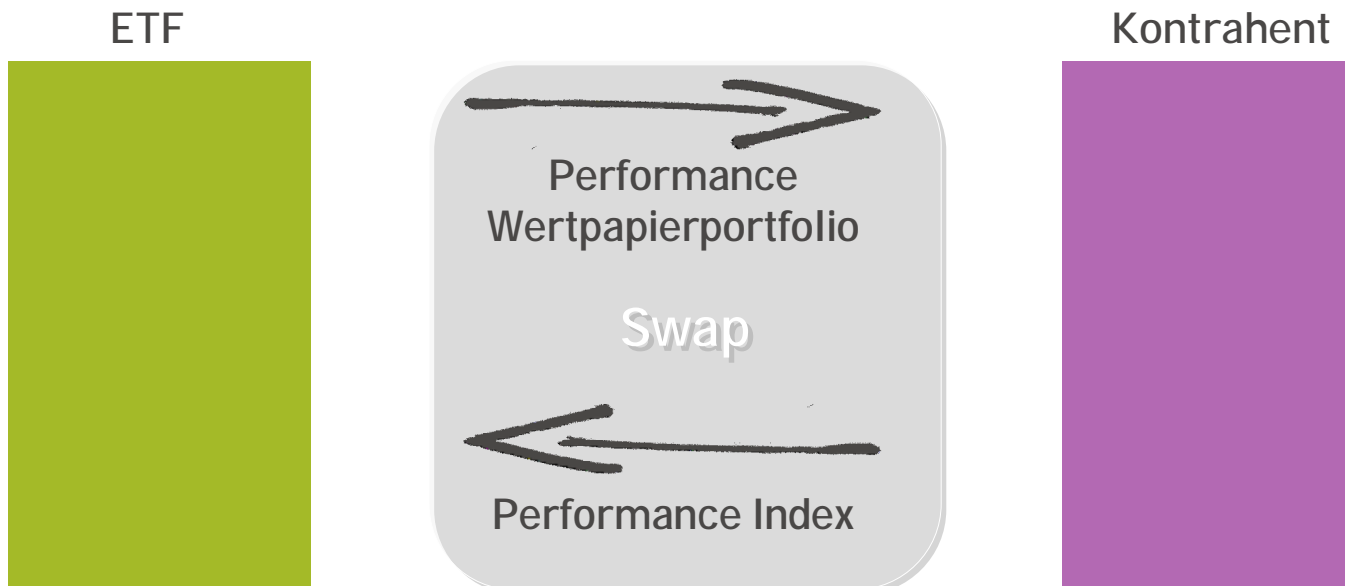 ETF
Kontrahent
Performance
Wertpapierportfolio
Swap
Performance Index